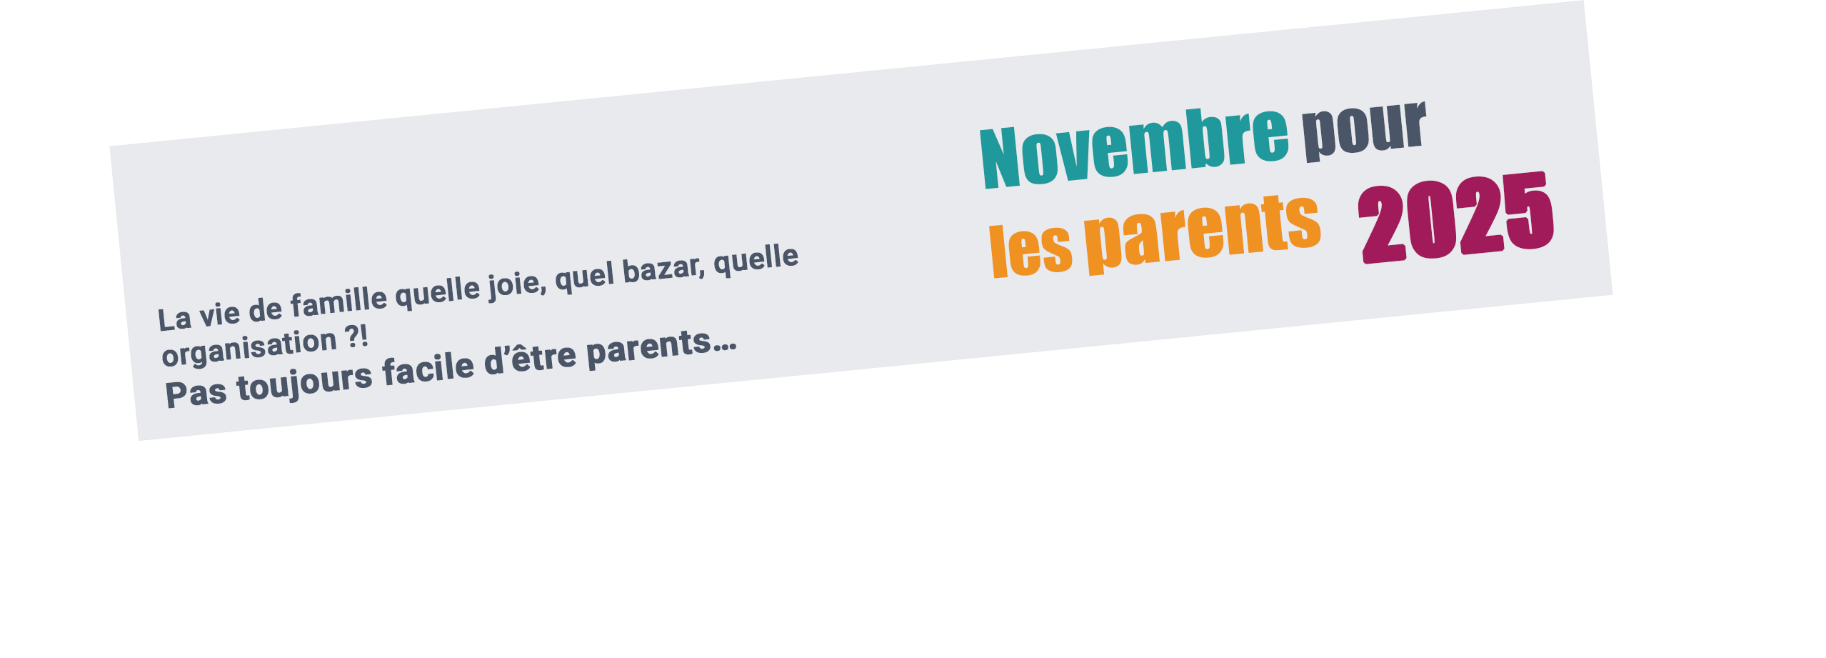 La vie de famille quelle joie, quel bazar, quelle
organisation ?!
Pas toujours facile d’être parents…
Novembre pour
les parents 2025